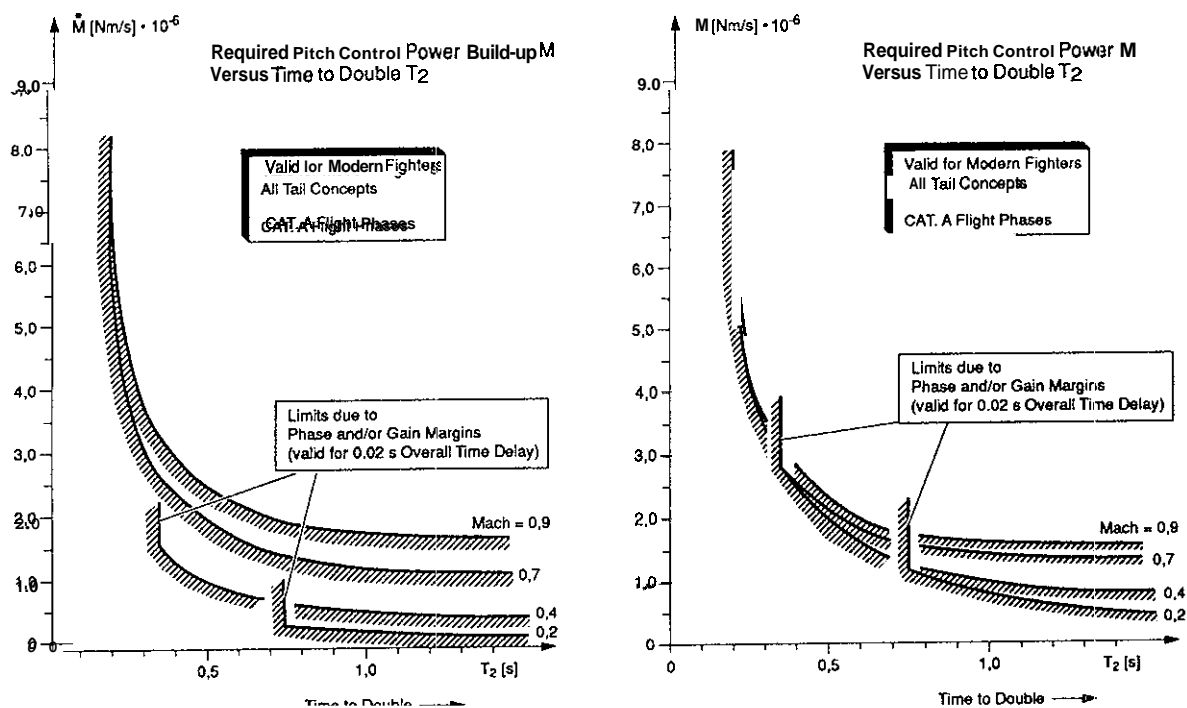 Ṁ [Nm/s] · 10⁻⁶
Required Pitch Control Power Build-up M
Versus Time to Double T₂
9.0
8,0
7,0
6,0
5,0
4,0
3,0
2,0
1,0
0
0
0,5
1,0
T₂ [s]
Time to Double
Valid for Modern Fighters
All Tail Concepts
CAT. A Flight Phases
Limits due to
Phase and/or Gain Margins
(valid for 0.02 s Overall Time Delay)
Mach = 0,9
0,7
0,4
0,2
M [Nm/s] · 10⁻⁶
Required Pitch Control Power M
Versus Time to Double T₂
9.0
8,0
7,0
6,0
5,0
4,0
3,0
2,0
1,0
0
0
0,5
1,0
T₂ [s]
Time to Double
Valid for Modern Fighters
All Tail Concepts
CAT. A Flight Phases
Limits due to
Phase and/or Gain Margins
(valid for 0.02 s Overall Time Delay)
Mach = 0,9
0,7
0,4
0,2